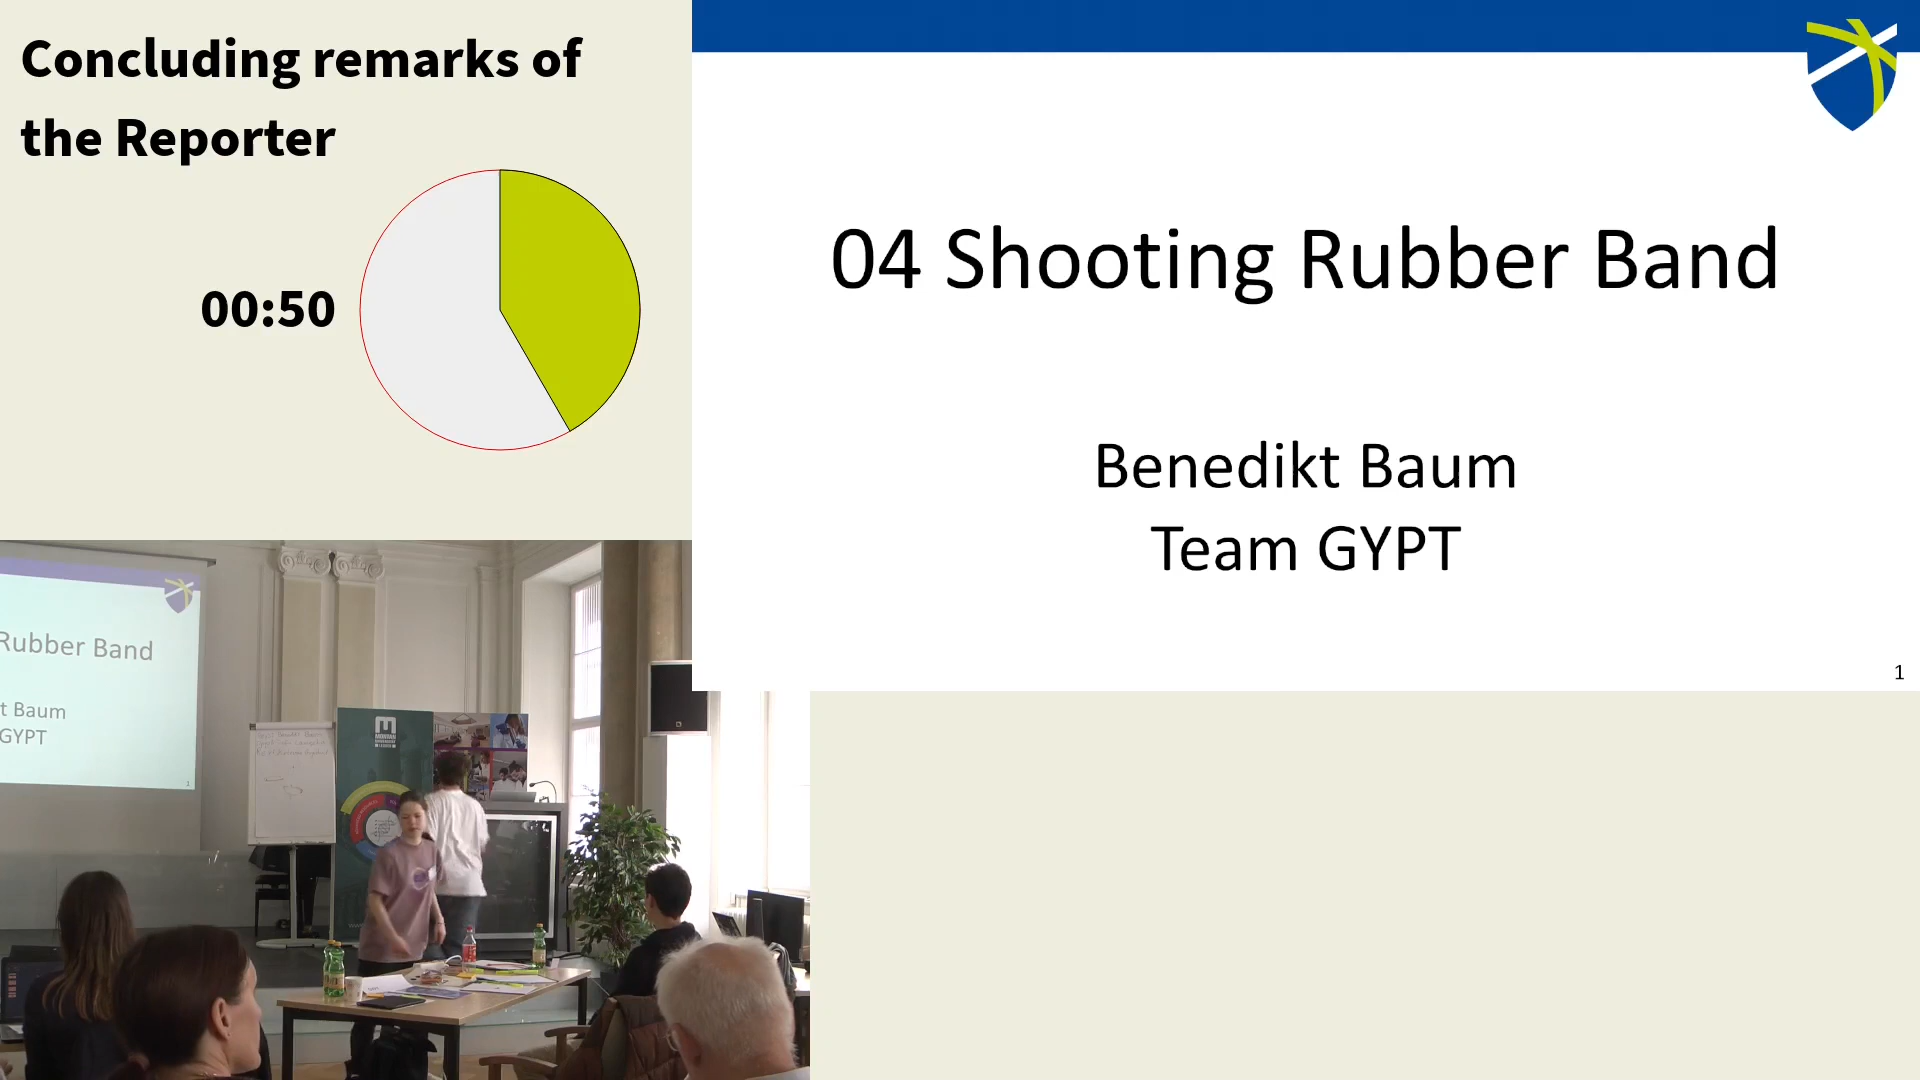 Concluding remarks of
the Reporter
00:50
04 Shooting Rubber Band
Benedikt Baum
Team GYPT
1
Rubber Band
t Baum
GYPT
1